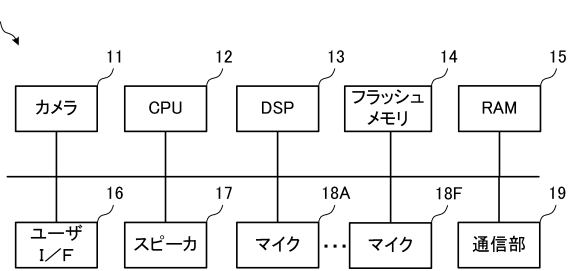 11
12
13
14
15
カメラ
CPU
DSP
フラッシュ
メモリ
RAM
16
17
18A
18F
19
ユーザ
I／F
スピーカ
マイク
･･･
マイク
通信部